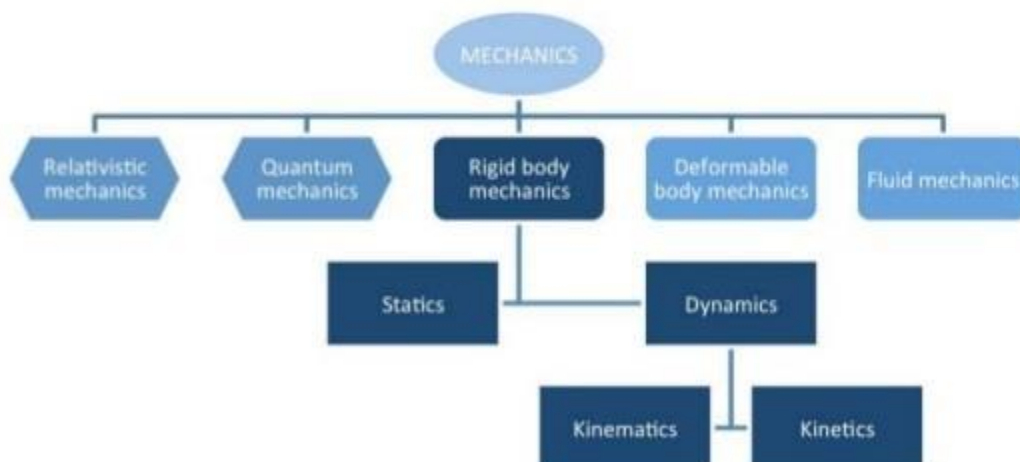 MECHANICS
Relativistic
mechanics
Quantum
mechanics
Rigid body
mechanics
Deformable
body mechanics
Fluid mechanics
Statics
Dynamics
Kinematics
Kinetics